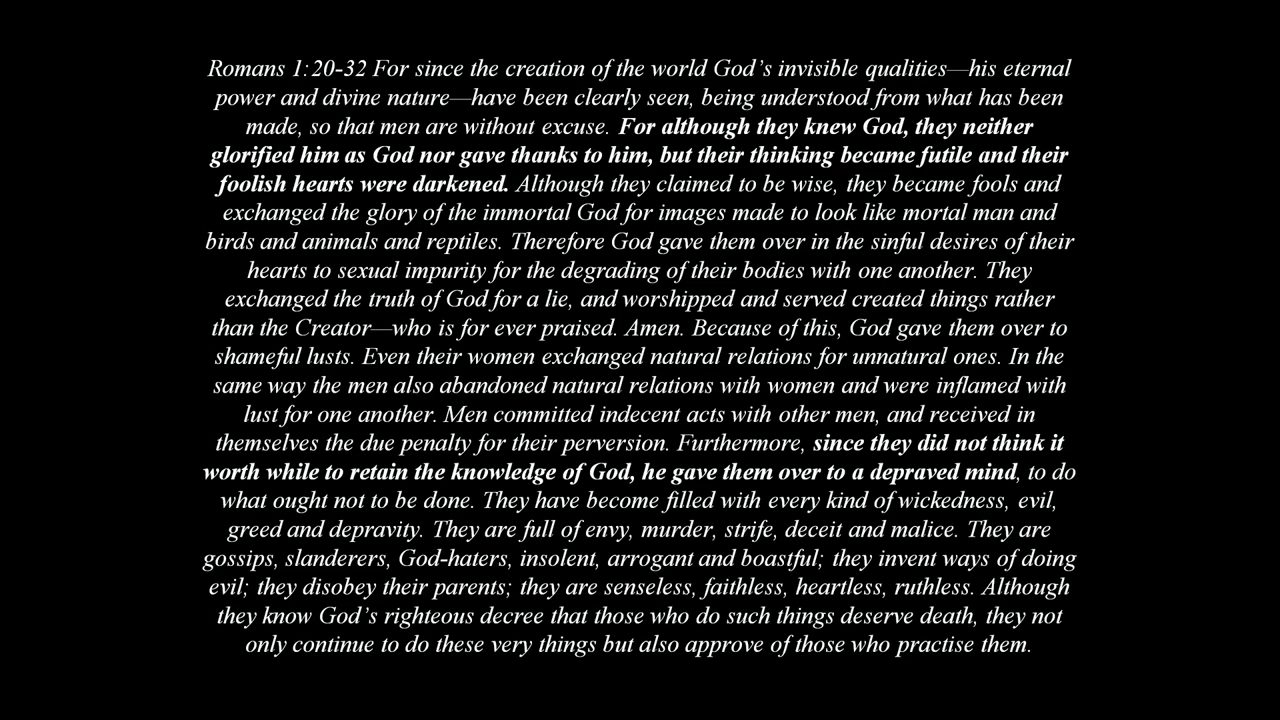 Romans 1:20-32 For since the creation of the world God’s invisible qualities—his eternal
power and divine nature—have been clearly seen, being understood from what has been
made, so that men are without excuse. For although they knew God, they neither
glorified him as God nor gave thanks to him, but their thinking became futile and their
foolish hearts were darkened. Although they claimed to be wise, they became fools and
exchanged the glory of the immortal God for images made to look like mortal man and
birds and animals and reptiles. Therefore God gave them over in the sinful desires of their
hearts to sexual impurity for the degrading of their bodies with one another. They
exchanged the truth of God for a lie, and worshipped and served created things rather
than the Creator—who is for ever praised. Amen. Because of this, God gave them over to
shameful lusts. Even their women exchanged natural relations for unnatural ones. In the
same way the men also abandoned natural relations with women and were inflamed with
lust for one another. Men committed indecent acts with other men, and received in
themselves the due penalty for their perversion. Furthermore, since they did not think it
worth while to retain the knowledge of God, he gave them over to a depraved mind, to do
what ought not to be done. They have become filled with every kind of wickedness, evil,
greed and depravity. They are full of envy, murder, strife, deceit and malice. They are
gossips, slanderers, God-haters, insolent, arrogant and boastful; they invent ways of doing
evil; they disobey their parents; they are senseless, faithless, heartless, ruthless. Although
they know God’s righteous decree that those who do such things deserve death, they not
only continue to do these very things but also approve of those who practise them.